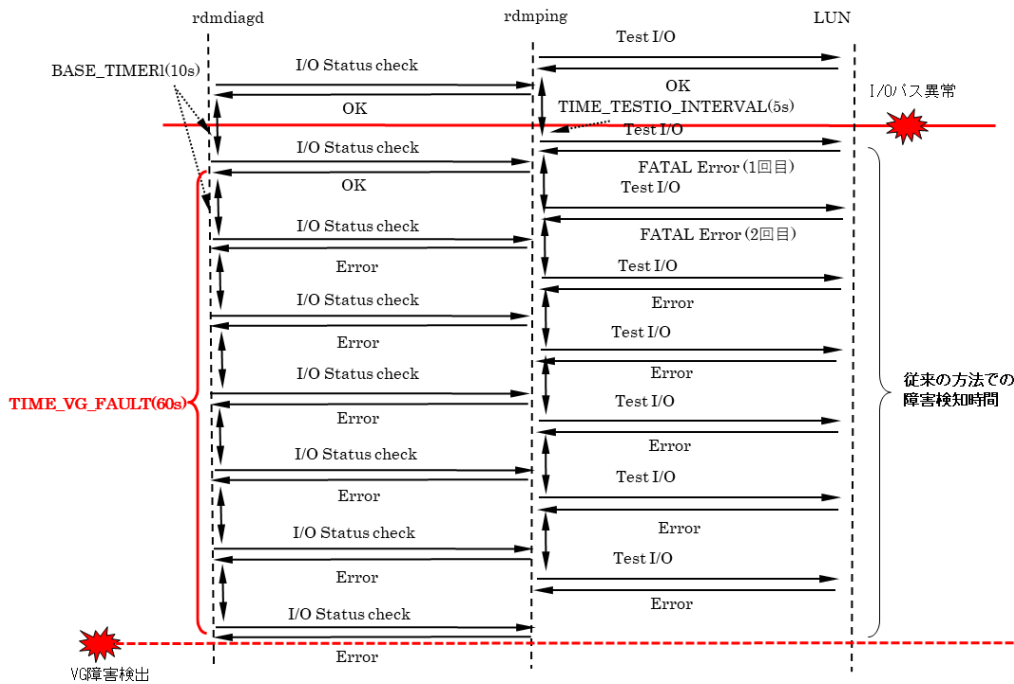 rdmdiagd
rdmping
LUN
Test I/O
I/O Status check
BASE_TIMERl(10s)
OK
OK
TIME_TESTIO_INTERVAL(5s)
I/Oパス異常
Test I/O
I/O Status check
FATAL Error (1回目)
OK
Test I/O
I/O Status check
FATAL Error (2回目)
Error
Test I/O
I/O Status check
Error
Test I/O
Error
I/O Status check
Error
従来の方法での
障害検知時間
TIME_VG_FAULT(60s)
Test I/O
Error
I/O Status check
Error
Test I/O
Error
I/O Status check
Error
Test I/O
Error
I/O Status check
Error
Error
VG障害検出